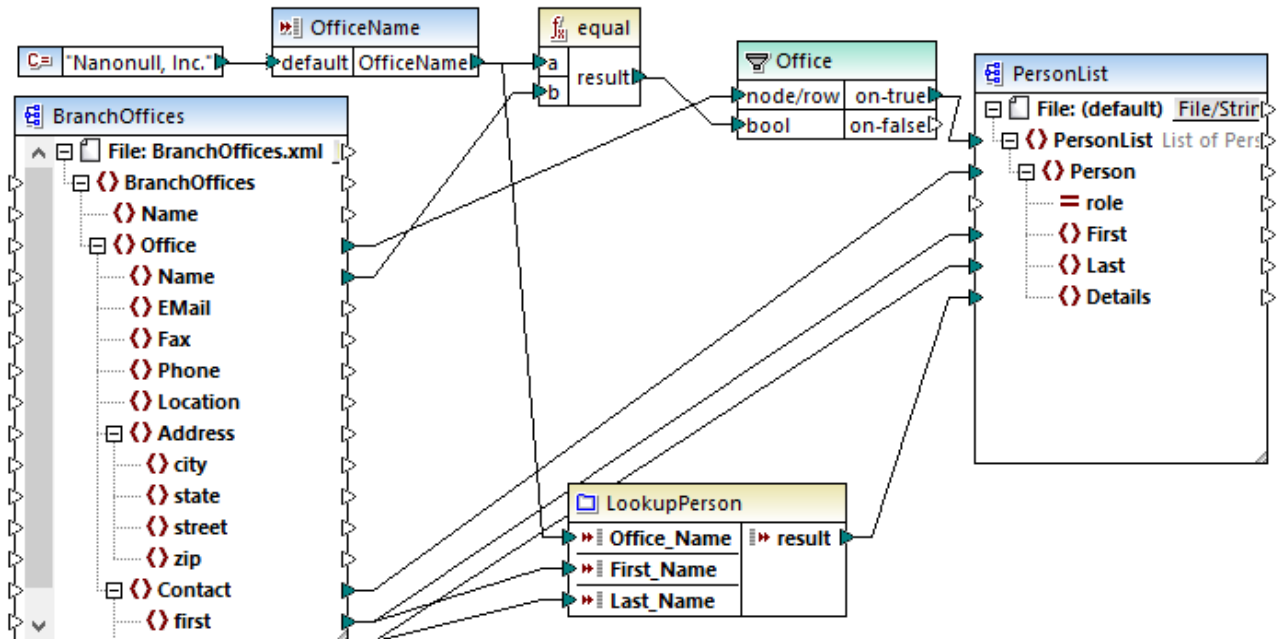 OfficeName
C= "Nanonull, Inc."
default OfficeName
fx equal
a
b
result
Office
node/row on-true
bool on-false
BranchOffices
File: BranchOffices.xml
BranchOffices
Name
Office
Name
EMail
Fax
Phone
Location
Address
city
state
street
zip
Contact
first
LookupPerson
Office_Name result
First_Name
Last_Name
PersonList
File: (default) File/Strin
PersonList List of Pers
Person
role
First
Last
Details